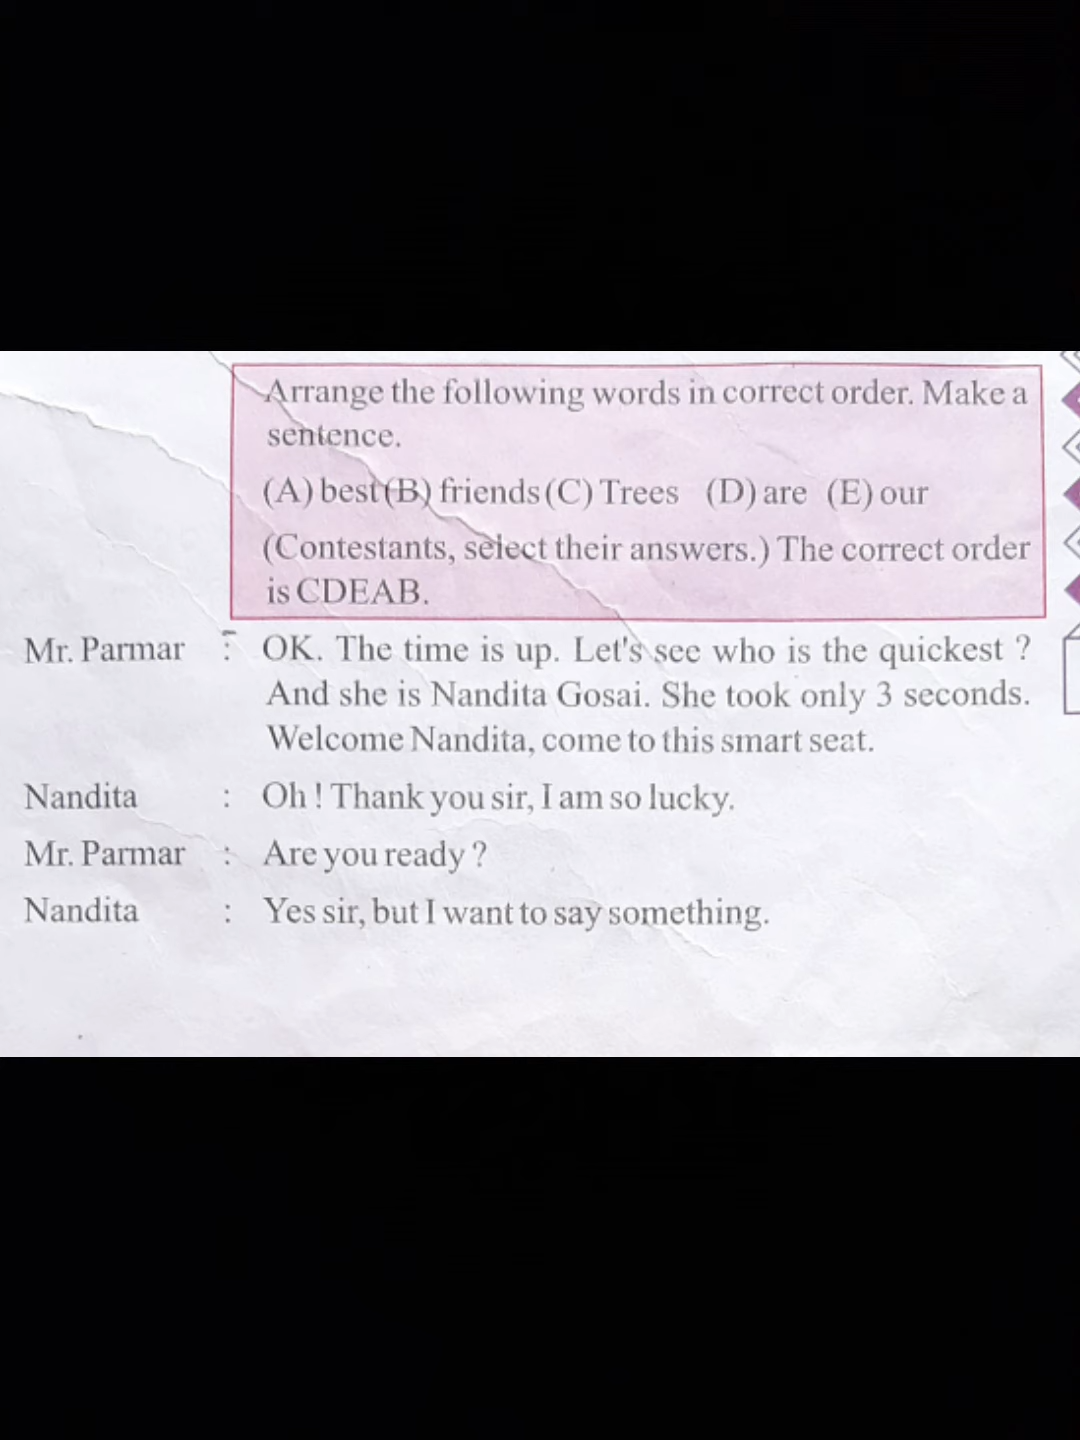 Arrange the following words in correct order. Make a
sentence.
(A) best (B) friends (C) Trees (D) are (E) our
(Contestants, select their answers.) The correct order
is CDEAB.
Mr. Parmar : OK. The time is up. Let's see who is the quickest ?
And she is Nandita Gosai. She took only 3 seconds.
Welcome Nandita, come to this smart seat.
Nandita : Oh ! Thank you sir, I am so lucky.
Mr. Parmar : Are you ready ?
Nandita : Yes sir, but I want to say something.